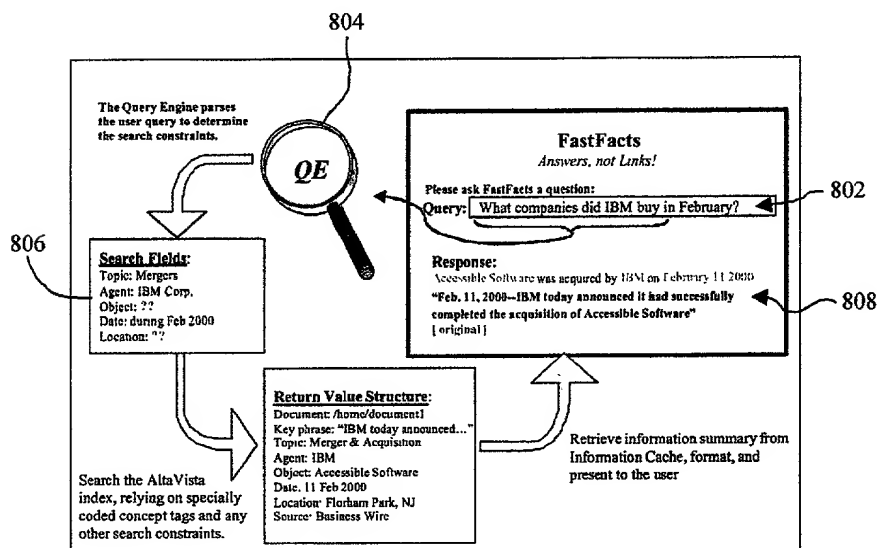 804
The Query Engine parses
the user query to determine
the search constraints.
QE
FastFacts
Answers, not Links!
Please ask FastFacts a question:
Query: What companies did IBM buy in February?
802
806
Search Fields:
Topic: Mergers
Agent: IBM Corp.
Object: ??
Date: during Feb 2000
Location: ??
Response:
Accessible Software was acquired by IBM on February 11 2000
"Feb. 11, 2000--IBM today announced it had successfully
completed the acquisition of Accessible Software"
[original]
808
Return Value Structure:
Document: /home/document1
Key phrase: "IBM today announced..."
Topic: Merger & Acquisition
Agent: IBM
Object: Accessible Software
Date. 11 Feb 2000
Location· Florham Park, NJ
Source· Business Wire
Search the AltaVista
index, relying on specially
coded concept tags and any
other search constraints.
Retrieve information summary from
Information Cache, format, and
present to the user